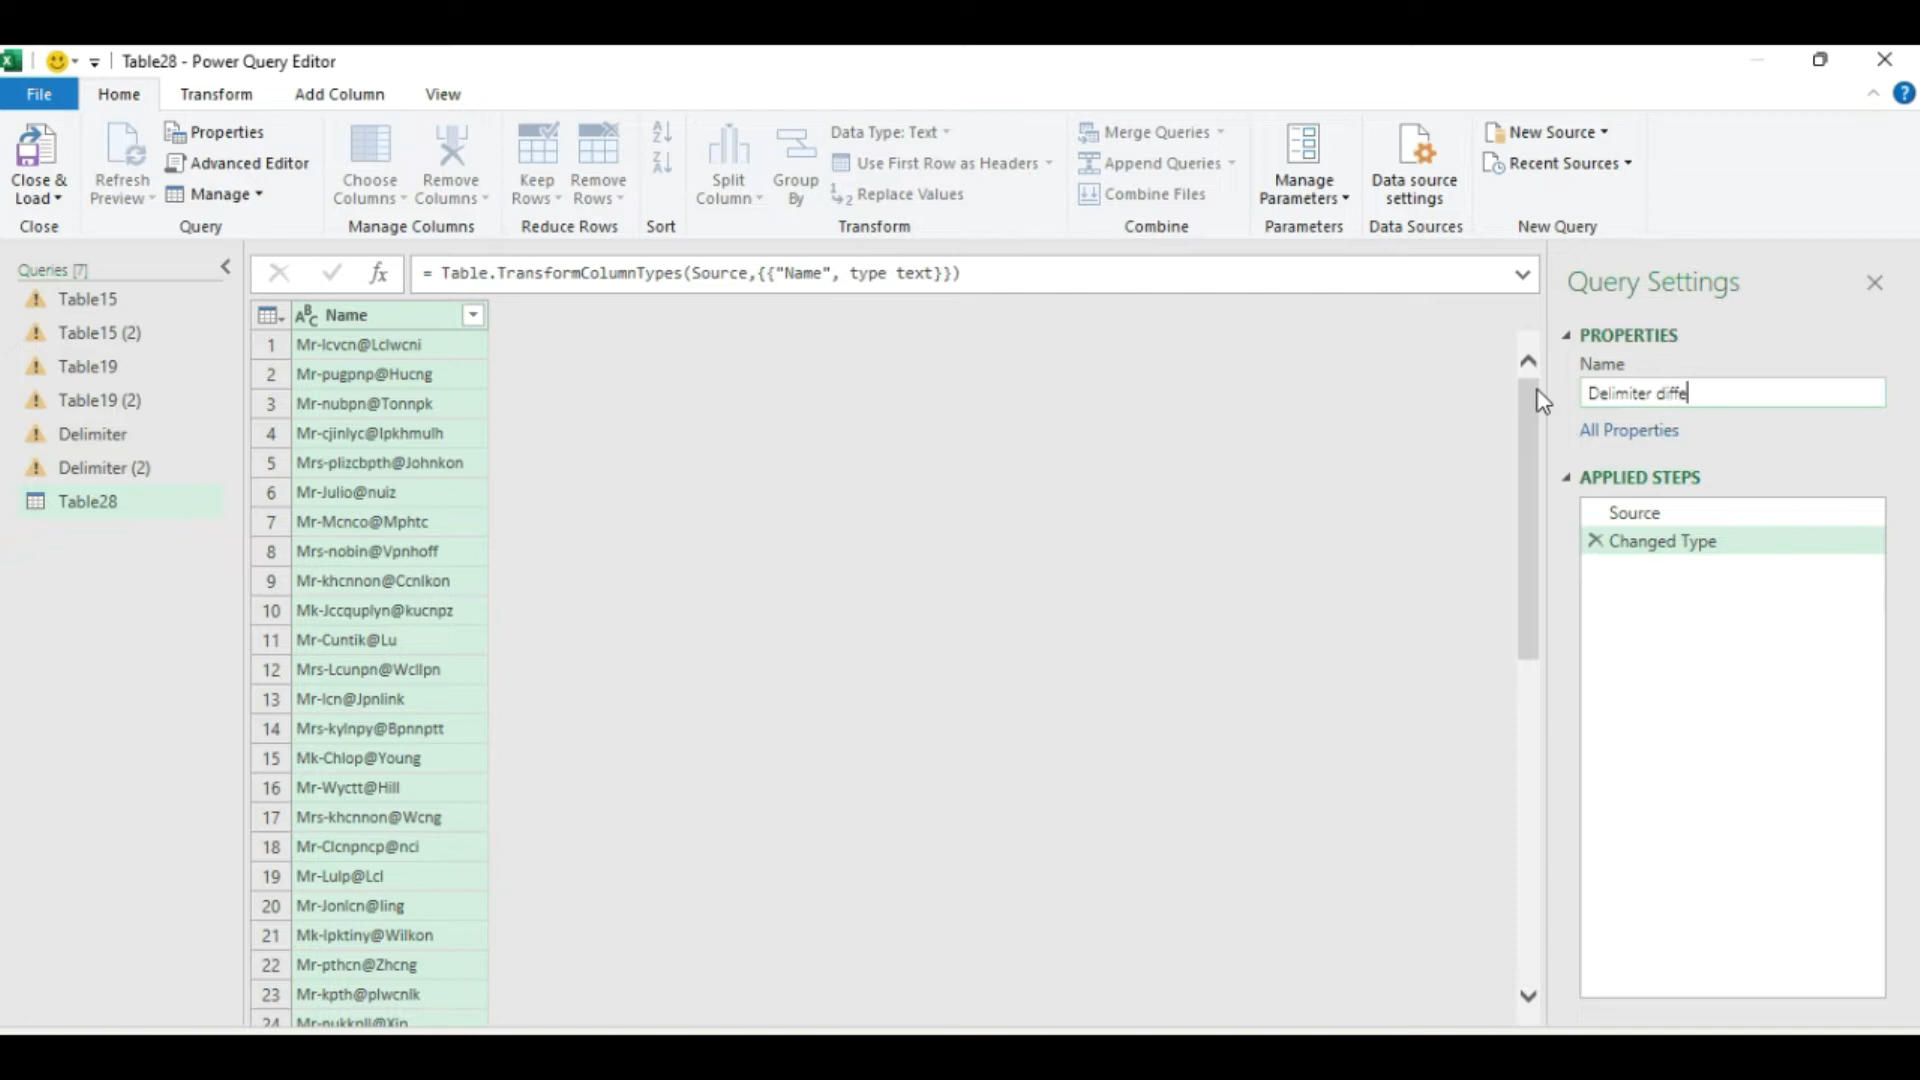 Table28 - Power Query Editor
File Home Transform Add Column View
Close & Load
Close
Refresh Preview
Properties
Advanced Editor
Manage
Query
Choose Columns
Remove Columns
Manage Columns
Keep Rows
Remove Rows
Reduce Rows
Sort
Split Column
Group By
Data Type: Text
Use First Row as Headers
Replace Values
Transform
Merge Queries
Append Queries
Combine Files
Combine
Manage Parameters
Parameters
Data source settings
Data Sources
New Source
Recent Sources
New Query
Queries [7]
Table15
Table15 (2)
Table19
Table19 (2)
Delimiter
Delimiter (2)
Table28
fx = Table.TransformColumnTypes(Source,{{"Name", type text}})
ABC Name
1 Mr-lcvcn@Lclwcni
2 Mr-pugpnp@Hucng
3 Mr-nubpn@Tonnpk
4 Mr-cjinlyc@lpkhmulh
5 Mrs-plizcbpth@Johnkon
6 Mr-Julio@nuiz
7 Mr-Mcnco@Mphtc
8 Mrs-nobin@Vpnhoff
9 Mr-khcnnon@Ccnlkon
10 Mk-Jccquplyn@kucnpz
11 Mr-Cuntik@Lu
12 Mrs-Lcunpn@Wcllpn
13 Mr-lcn@Jpnlink
14 Mrs-kylnpy@Bpnnptt
15 Mk-Chlop@Young
16 Mr-Wyctt@Hill
17 Mrs-khcnnon@Wcng
18 Mr-Clcnpncp@nci
19 Mr-Lulp@Lcl
20 Mr-Jonlcn@ling
21 Mk-lpktiny@Wilkon
22 Mr-pthcn@Zhcng
23 Mr-kpth@plwcnlk
24 Mr-nukkpll@Xin
Query Settings
PROPERTIES
Name
Delimiter diffe
All Properties
APPLIED STEPS
Source
Changed Type